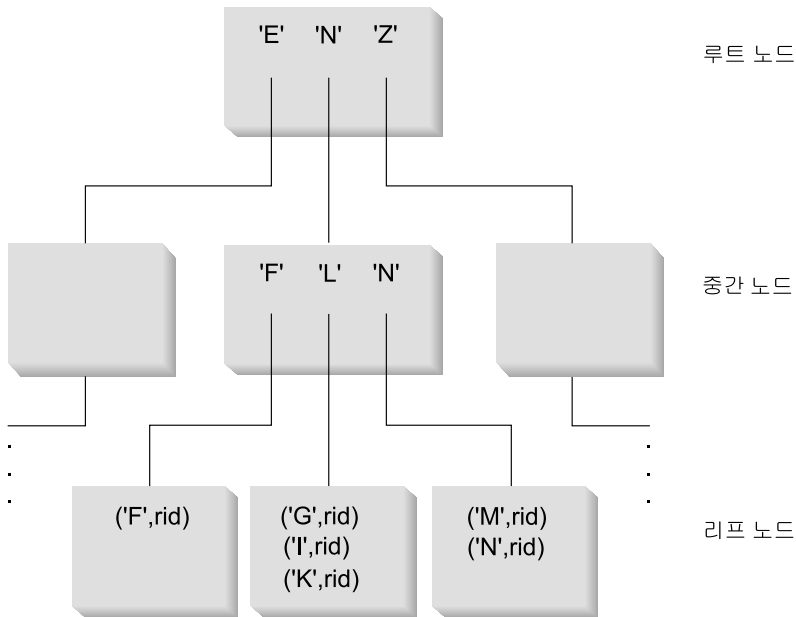 'E' 'N' 'Z'
루트 노드
'F' 'L' 'N'
중간 노드
('F',rid)
('G',rid)
('I',rid)
('K',rid)
('M',rid)
('N',rid)
리프 노드